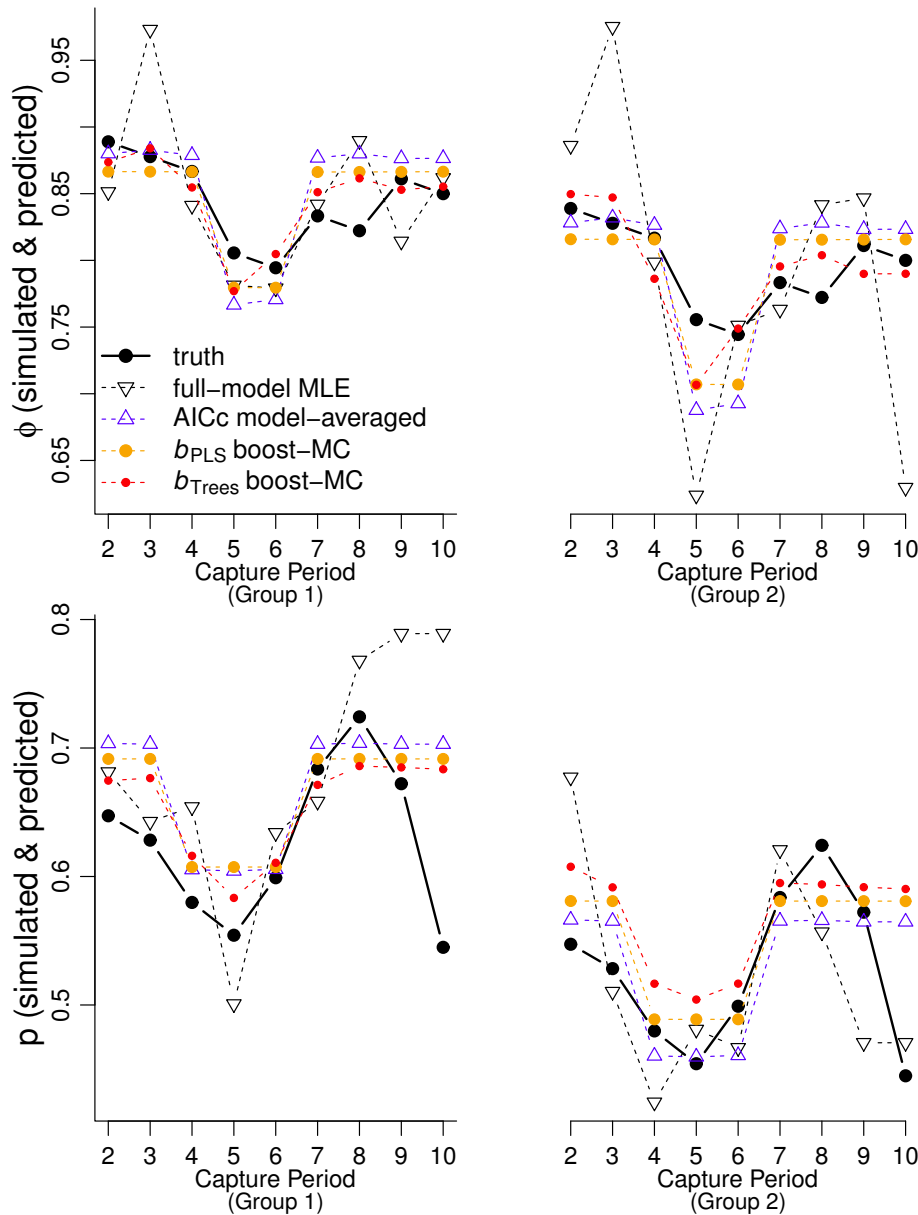 φ (simulated & predicted)
0.95
0.85
0.75
0.65
truth
full−model MLE
AICc model−averaged
bPLS boost−MC
bTrees boost−MC
2 3 4 5 6 7 8 9 10
Capture Period
(Group 1)
2 3 4 5 6 7 8 9 10
Capture Period
(Group 2)
p (simulated & predicted)
0.8
0.7
0.6
0.5
2 3 4 5 6 7 8 9 10
Capture Period
(Group 1)
2 3 4 5 6 7 8 9 10
Capture Period
(Group 2)